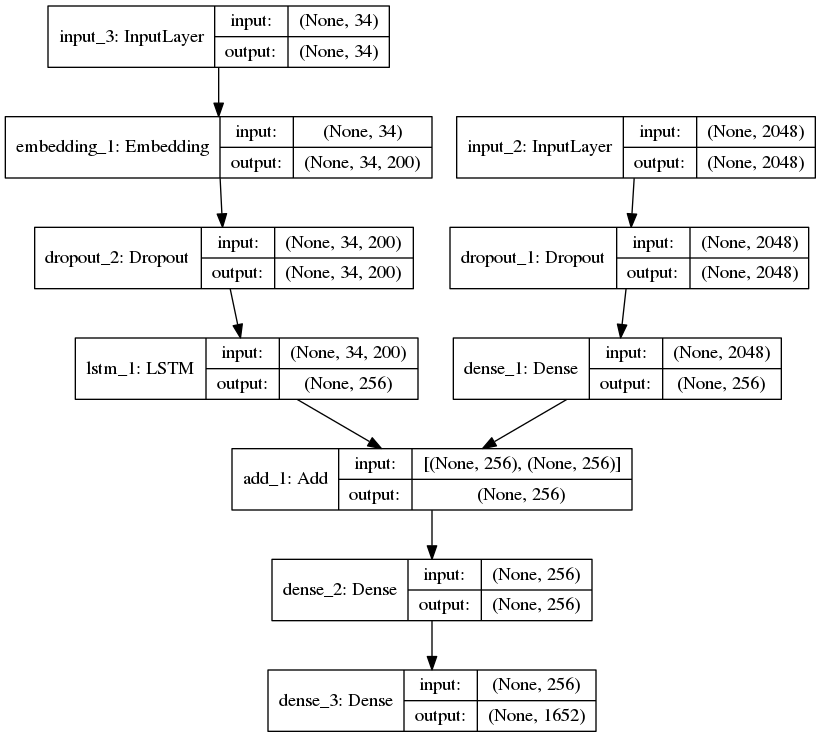 input_3: InputLayer
input: (None, 34)
output: (None, 34)
embedding_1: Embedding
input: (None, 34)
output: (None, 34, 200)
input_2: InputLayer
input: (None, 2048)
output: (None, 2048)
dropout_2: Dropout
input: (None, 34, 200)
output: (None, 34, 200)
dropout_1: Dropout
input: (None, 2048)
output: (None, 2048)
lstm_1: LSTM
input: (None, 34, 200)
output: (None, 256)
dense_1: Dense
input: (None, 2048)
output: (None, 256)
add_1: Add
input: [(None, 256), (None, 256)]
output: (None, 256)
dense_2: Dense
input: (None, 256)
output: (None, 256)
dense_3: Dense
input: (None, 256)
output: (None, 1652)